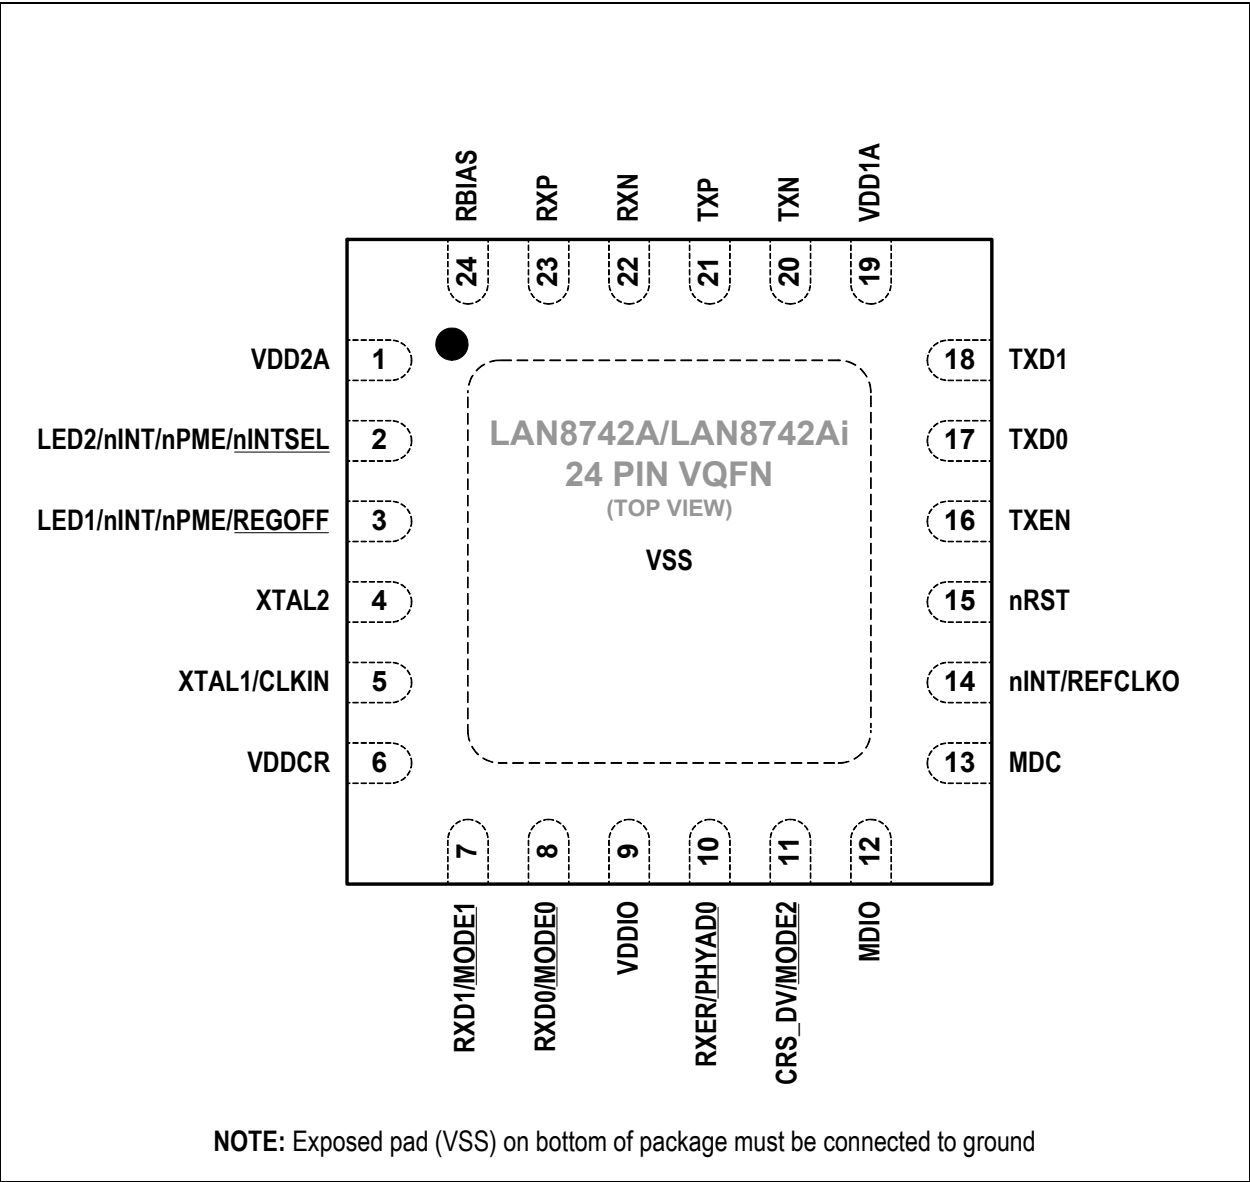 RBIAS
RXP
RXN
TXP
TXN
VDD1A
24
23
22
21
20
19
VDD2A 1
18 TXD1
LED2/nINT/nPME/nINTSEL 2
17 TXD0
LED1/nINT/nPME/REGOFF 3
16 TXEN
XTAL2 4
15 nRST
XTAL1/CLKIN 5
14 nINT/REFCLKO
VDDCR 6
13 MDC
LAN8742A/LAN8742Ai
24 PIN VQFN
(TOP VIEW)
VSS
7
8
9
10
11
12
RXD1/MODE1
RXD0/MODE0
VDDIO
RXER/PHYAD0
CRS_DV/MODE2
MDIO
NOTE: Exposed pad (VSS) on bottom of package must be connected to ground